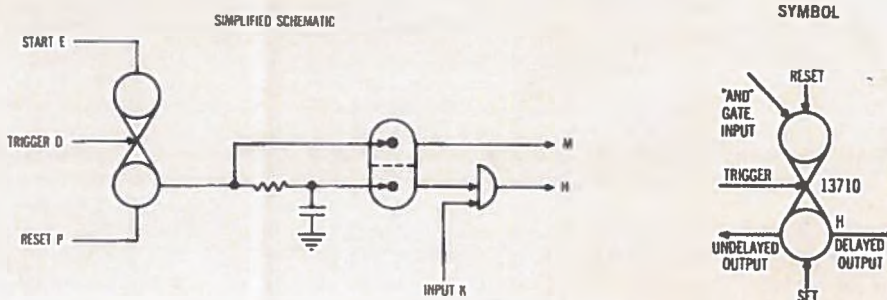 SIMPLIFIED SCHEMATIC
START E
TRIGGER D
RESET P
M
H
INPUT K
SYMBOL
RESET
"AND"
GATE
INPUT
TRIGGER
13710
H
UNDELAYED
OUTPUT
DELAYED
OUTPUT
SET